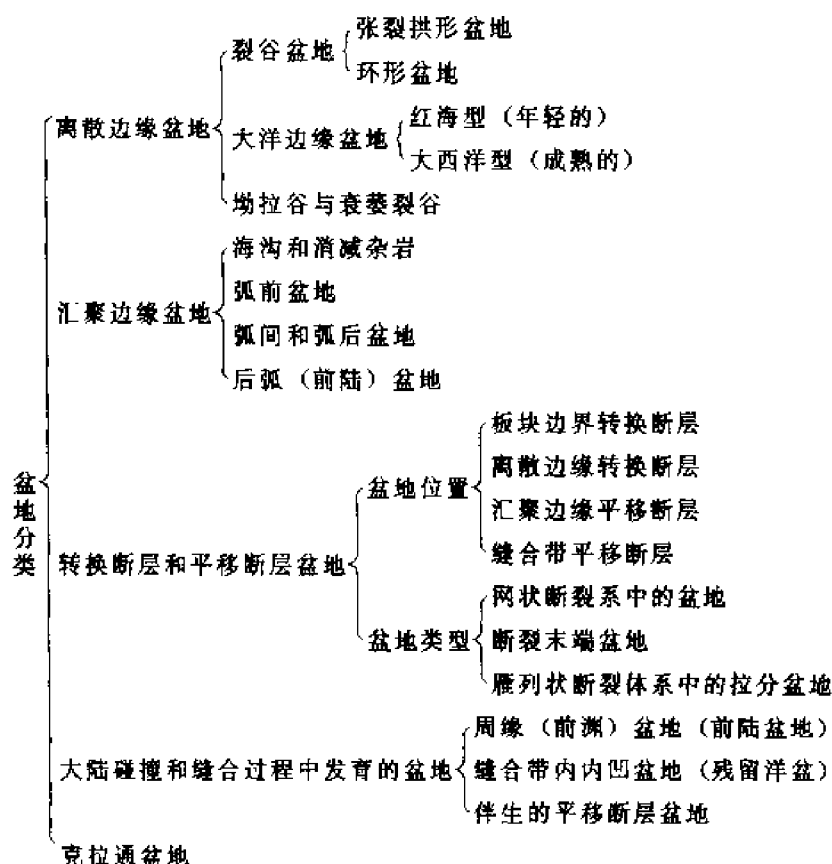 盆地分类
离散边缘盆地
裂谷盆地
张裂拱形盆地
环形盆地
大洋边缘盆地
红海型（年轻的）
大西洋型（成熟的）
坳拉谷与衰萎裂谷
汇聚边缘盆地
海沟和消减杂岩
弧前盆地
弧间和弧后盆地
后弧（前陆）盆地
转换断层和平移断层盆地
盆地位置
板块边界转换断层
离散边缘转换断层
汇聚边缘平移断层
缝合带平移断层
盆地类型
网状断裂系中的盆地
断裂末端盆地
雁列状断裂体系中的拉分盆地
大陆碰撞和缝合过程中发育的盆地
周缘（前渊）盆地（前陆盆地）
缝合带内内凹盆地（残留洋盆）
伴生的平移断层盆地
克拉通盆地